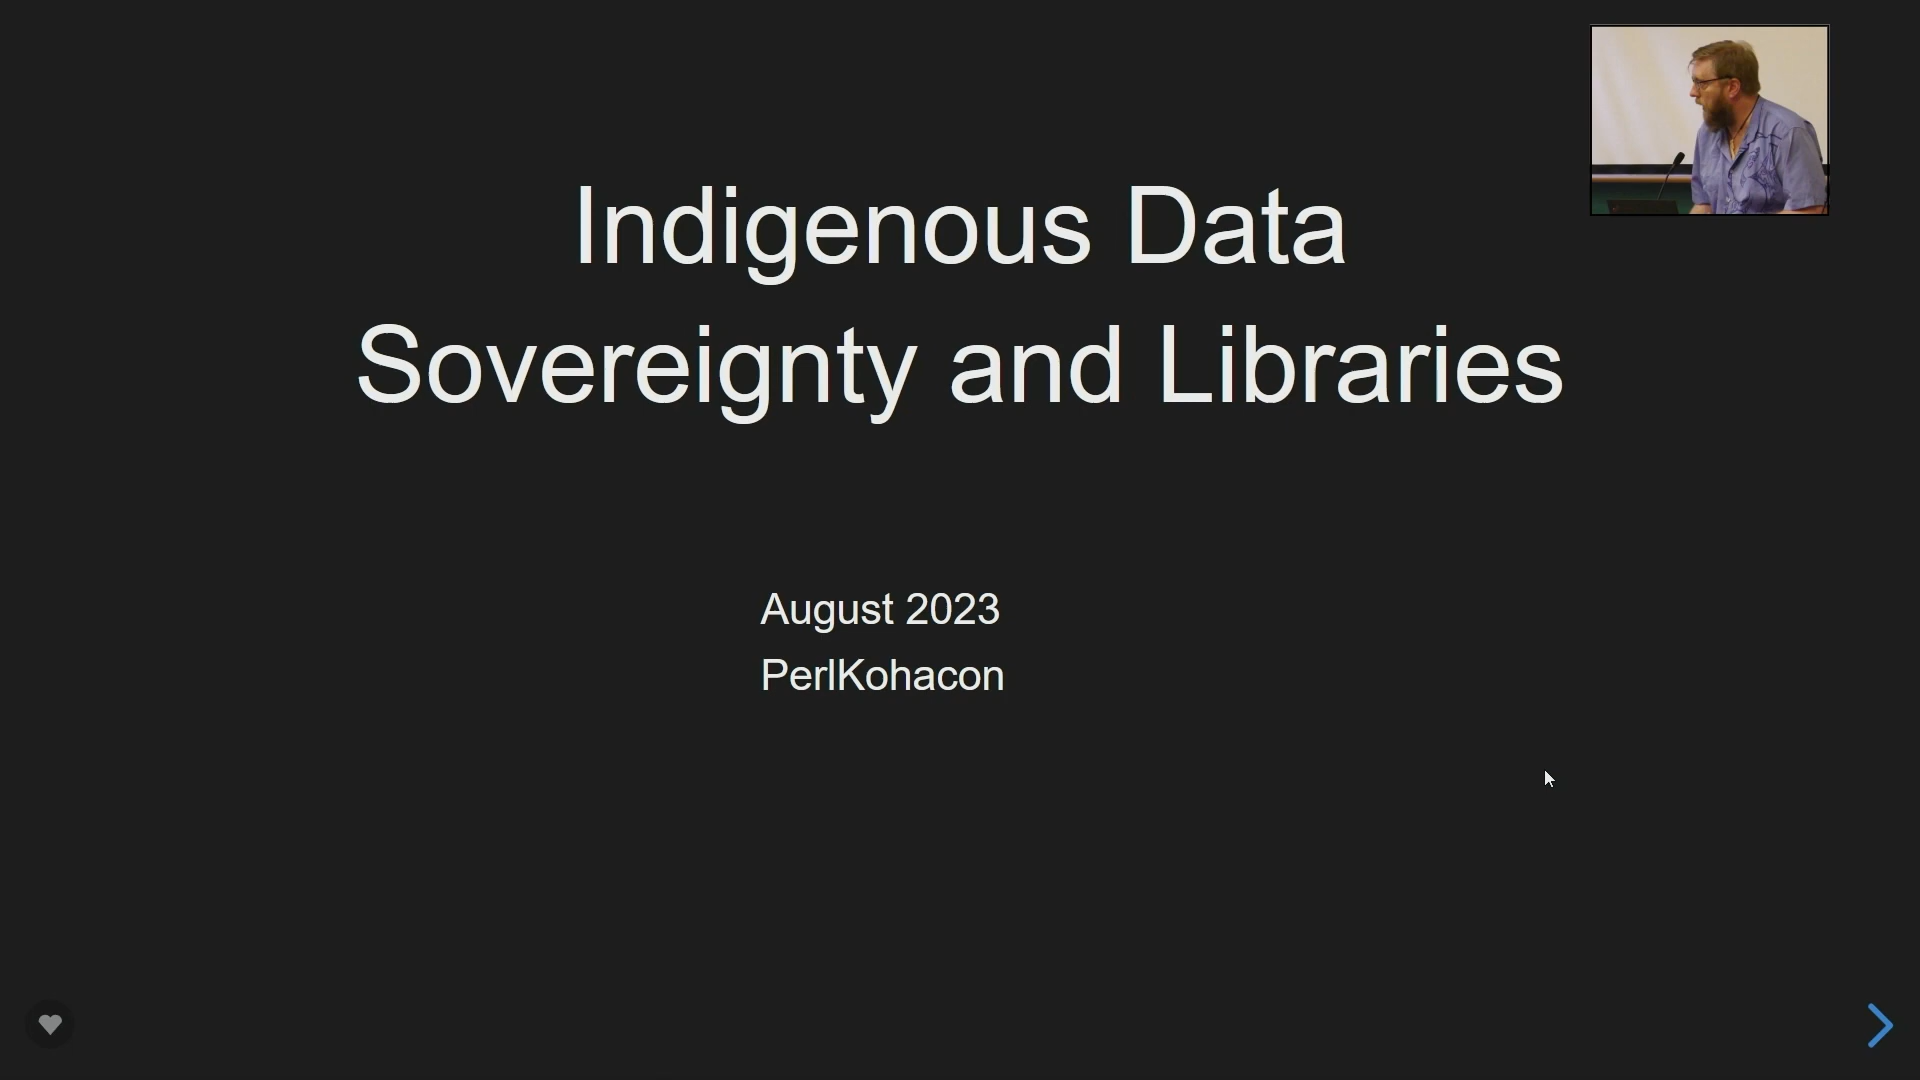 Indigenous Data
Sovereignty and Libraries
August 2023
PerlKohacon